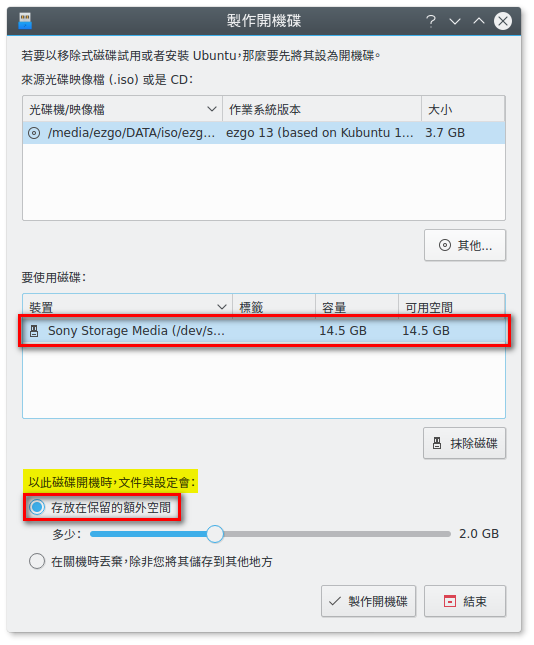 製作開機碟
若要以移除式磁碟試用或者安裝 Ubuntu,那麼要先將其設為開機碟。
來源光碟映像檔 (.iso) 或是 CD:
光碟機/映像檔 作業系統版本 大小
/media/ezgo/DATA/iso/ezg... ezgo 13 (based on Kubuntu 1... 3.7 GB
其他...
要使用磁碟:
裝置 標籤 容量 可用空間
Sony Storage Media (/dev/s... 14.5 GB 14.5 GB
抹除磁碟
以此磁碟開機時,文件與設定會:
存放在保留的額外空間
多少: 2.0 GB
在關機時丟棄,除非您將其儲存到其他地方
製作開機碟 結束